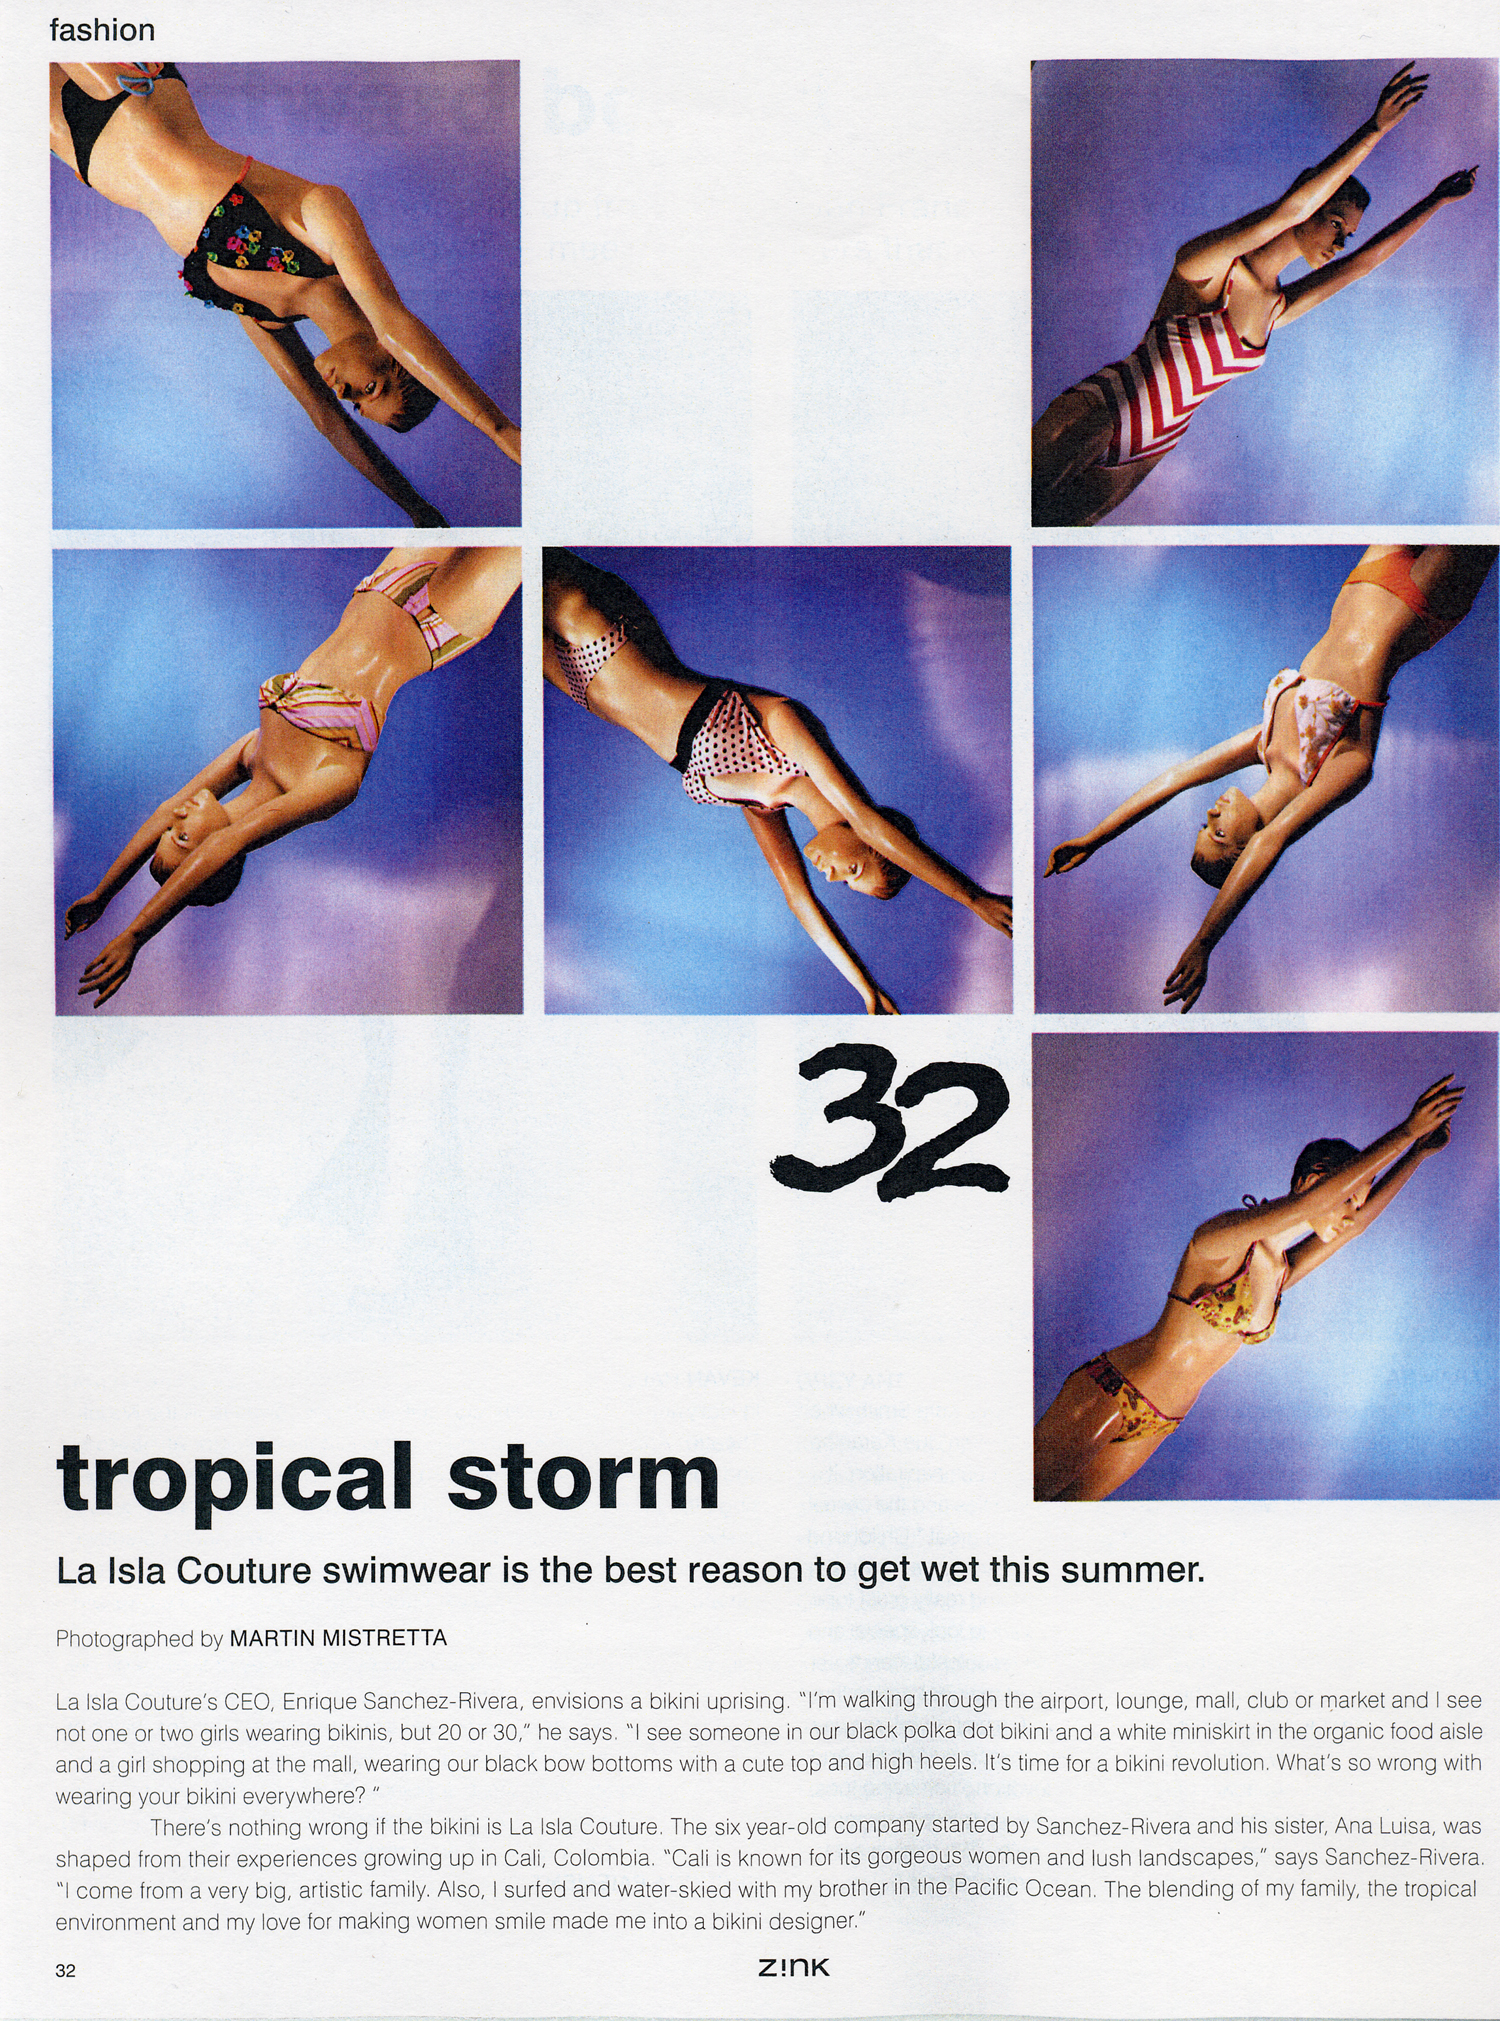 fashion
32
tropical storm
La Isla Couture swimwear is the best reason to get wet this summer.
Photographed by MARTIN MISTRETTA
La Isla Couture's CEO, Enrique Sanchez-Rivera, envisions a bikini uprising. "I'm walking through the airport, lounge, mall, club or market and I see
not one or two girls wearing bikinis, but 20 or 30," he says. "I see someone in our black polka dot bikini and a white miniskirt in the organic food aisle
and a girl shopping at the mall, wearing our black bow bottoms with a cute top and high heels. It's time for a bikini revolution. What's so wrong with
wearing your bikini everywhere? "
There's nothing wrong if the bikini is La Isla Couture. The six year-old company started by Sanchez-Rivera and his sister, Ana Luisa, was
shaped from their experiences growing up in Cali, Colombia. "Cali is known for its gorgeous women and lush landscapes," says Sanchez-Rivera.
"I come from a very big, artistic family. Also, I surfed and water-skied with my brother in the Pacific Ocean. The blending of my family, the tropical
environment and my love for making women smile made me into a bikini designer."
32
Z!NK